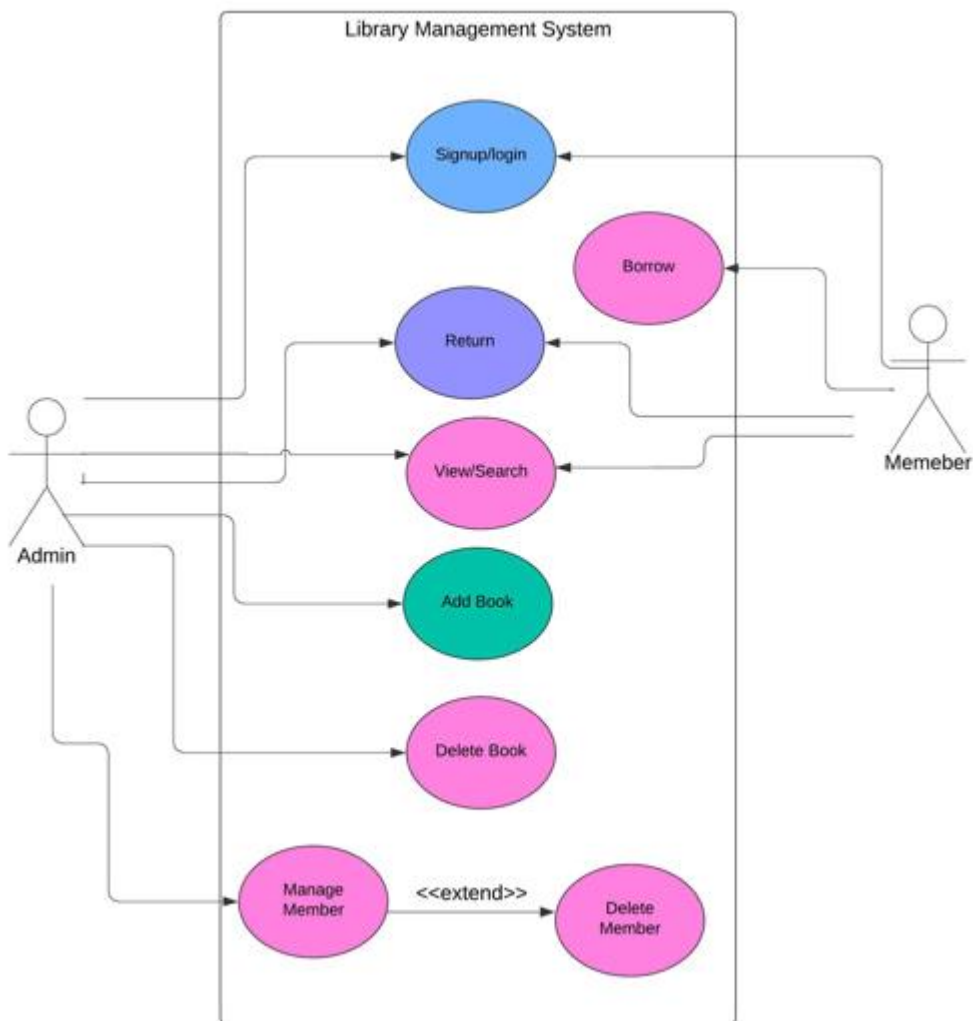 Library Management System
Signup/login
Borrow
Return
View/Search
Memeber
Admin
Add Book
Delete Book
Manage
Member
<<extend>>
Delete
Member